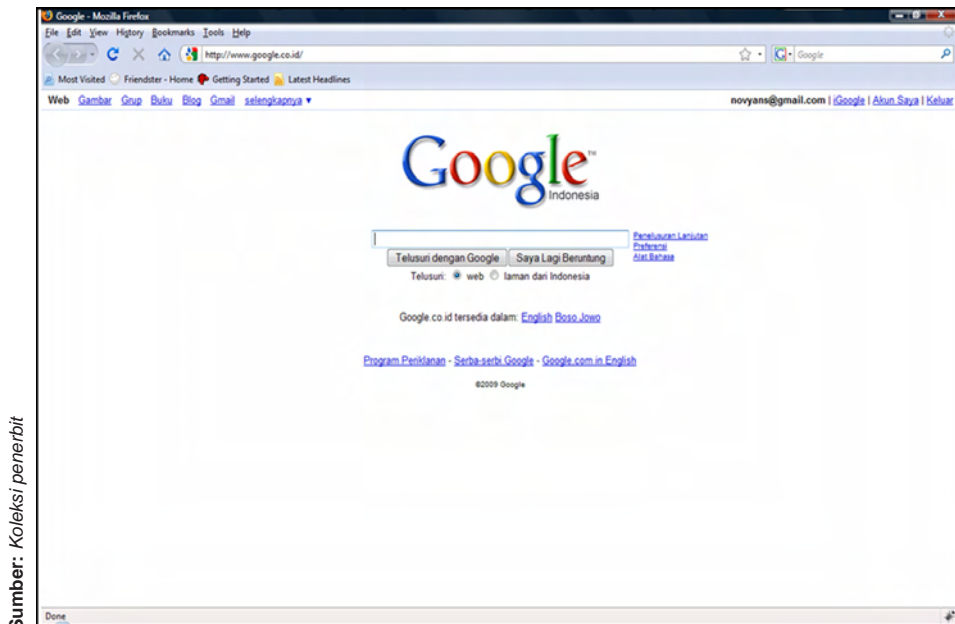 Google - Mozilla Firefox
File Edit View History Bookmarks Tools Help
http://www.google.co.id/
Google
Most Visited Friendster - Home Getting Started Latest Headlines
Web Gambar Grup Buku Blog Gmail selengkapnya ▼
novyans@gmail.com | iGoogle | Akun Saya | Keluar
Google™
Indonesia
Penelusuran Lanjutan
Preferensi
Alat Bahasa
Telusuri dengan Google Saya Lagi Beruntung
Telusuri: web laman dari Indonesia
Google.co.id tersedia dalam: English Boso Jowo
Program Periklanan - Serba-serbi Google - Google.com in English
©2009 Google
Done
Sumber: Koleksi penerbit